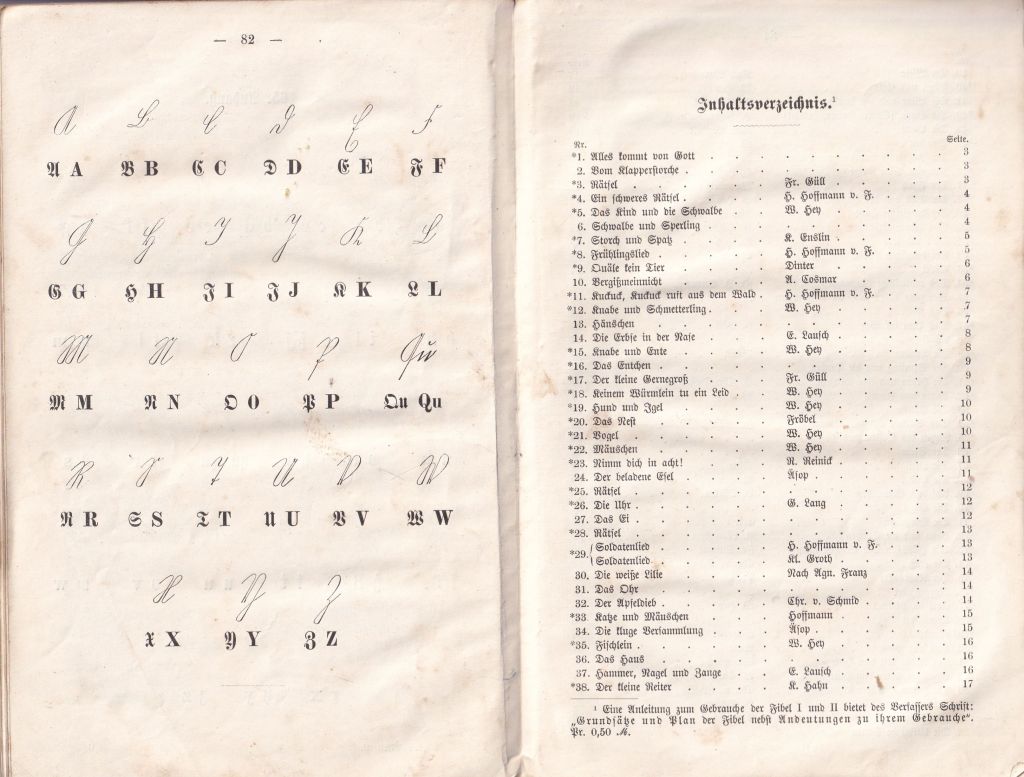 — 82 —
A B C D E F
A A B B C C D D E E F F
G H I J K L
G G H H I I J J K K L L
M N O P Qu
M M N N O O P P Qu Qu
R S T U V W
R R S S T T U U V V W W
X Y Z
X X Y Y Z Z
Inhaltsverzeichnis.¹
Nr. Seite.
*1. Alles kommt von Gott . . . . . . . . . . 3
2. Vom Klapperstorche . . . . . . . . . . 3
*3. Rätsel . . . . . Fr. Güll . . . . 3
*4. Ein schweres Rätsel . . . . H. Hoffmann v. F. . . . 4
*5. Das Kind und die Schwalbe . . W. Hey . . . . 4
6. Schwalbe und Sperling . . . . . . . . . 4
*7. Storch und Spatz . . . . K. Enslin . . . . . 5
*8. Frühlingslied . . . . . H. Hoffmann v. F. . . . 5
*9. Quäle kein Tier . . . . Dinter . . . . . 6
10. Vergißmeinnicht . . . . A. Cosmar . . . . 6
*11. Kuckuck, Kuckuck ruft aus dem Wald . H. Hoffmann v. F. . . . 7
*12. Knabe und Schmetterling . . . W. Hey . . . . 7
13. Hänschen . . . . . . . . . . 7
14. Die Erbse in der Nase . . . E. Lausch . . . . 8
*15. Knabe und Ente . . . . W. Hey . . . . 8
*16. Das Entchen . . . . . . . . . . 9
*17. Der kleine Gernegroß . . . Fr. Güll . . . . 9
*18. Keinem Würmlein tu ein Leid . . W. Hey . . . . 9
*19. Hund und Igel . . . . W. Hey . . . . 10
*20. Das Nest . . . . . Fröbel . . . . 10
*21. Vogel . . . . . W. Hey . . . . 10
*22. Mäuschen . . . . . W. Hey . . . . 11
*23. Nimm dich in acht! . . . R. Reinick . . . . 11
24. Der beladene Esel . . . . Äsop . . . . . 11
*25. Rätsel . . . . . . . . . . 12
*26. Die Uhr . . . . . G. Lang . . . . 12
27. Das Ei . . . . . . . . . . 12
*28. Rätsel . . . . . . . . . . 13
*29. {Soldatenlied . . . . H. Hoffmann v. F. . . . 13
{Soldatenlied . . . . Kl. Groth . . . . 13
30. Die weiße Lilie . . . . Nach Agn. Franz . . . 14
31. Das Ohr . . . . . . . . . . 14
32. Der Apfeldieb . . . . Chr. v. Schmid . . . . 14
*33. Katze und Mäuschen . . . Hoffmann . . . . 15
34. Die kluge Versammlung . . . Äsop . . . . . 15
*35. Fischlein . . . . . W. Hey . . . . 16
36. Das Haus . . . . . . . . . . 16
37. Hammer, Nagel und Zange . . E. Lausch . . . . 16
*38. Der kleine Reiter . . . . K. Hahn . . . . 17
¹ Eine Anleitung zum Gebrauche der Fibel I und II bietet des Verfassers Schrift:
„Grundsätze und Plan der Fibel nebst Andeutungen zu ihrem Gebrauche“.
Pr. 0,50 ℳ.